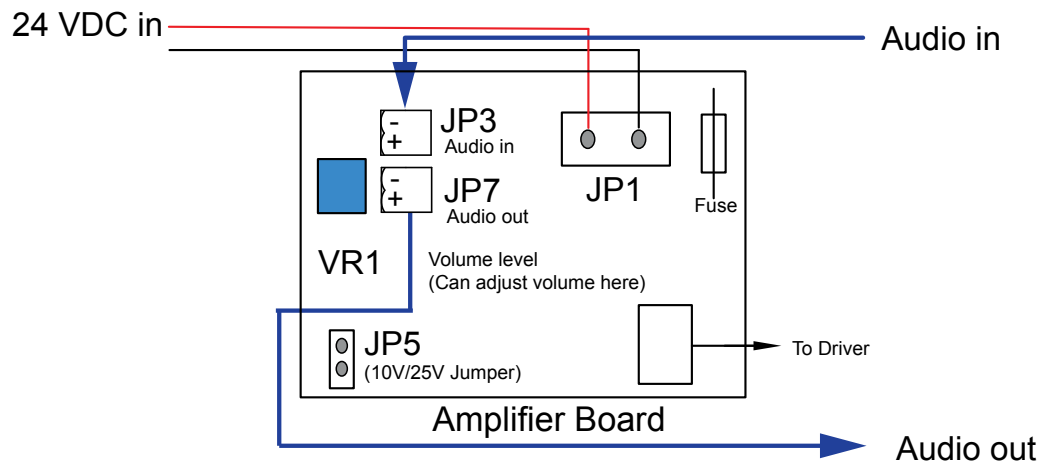 24 VDC in
Audio in
-
+
JP3
Audio in
-
+
JP7
Audio out
JP1
Fuse
VR1
Volume level
(Can adjust volume here)
JP5
(10V/25V Jumper)
To Driver
Amplifier Board
Audio out